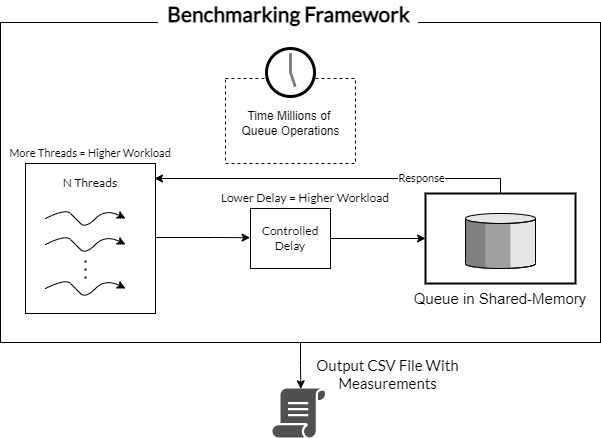 Benchmarking Framework
Time Millions of
Queue Operations
More Threads = Higher Workload
N Threads
Response
Lower Delay = Higher Workload
Controlled
Delay
Queue in Shared-Memory
Output CSV File With
Measurements